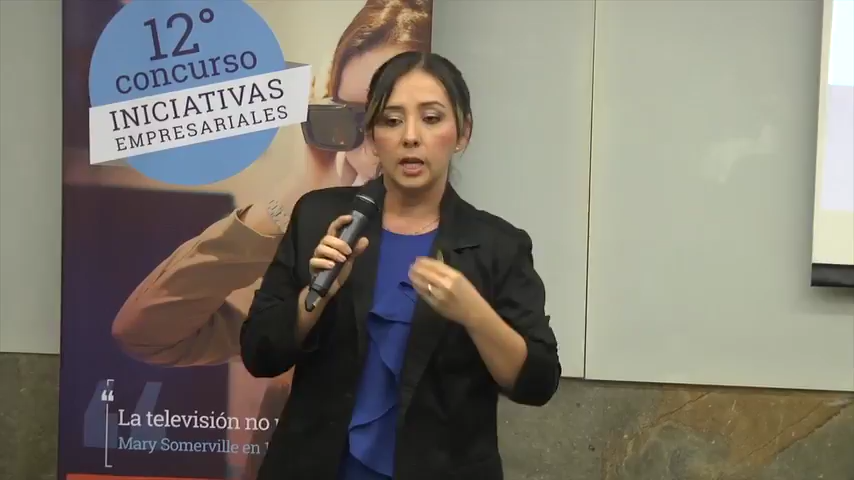 12°
concurso
INICIATIVAS
EMPRESARIALES
“
La televisión no
Mary Somerville en